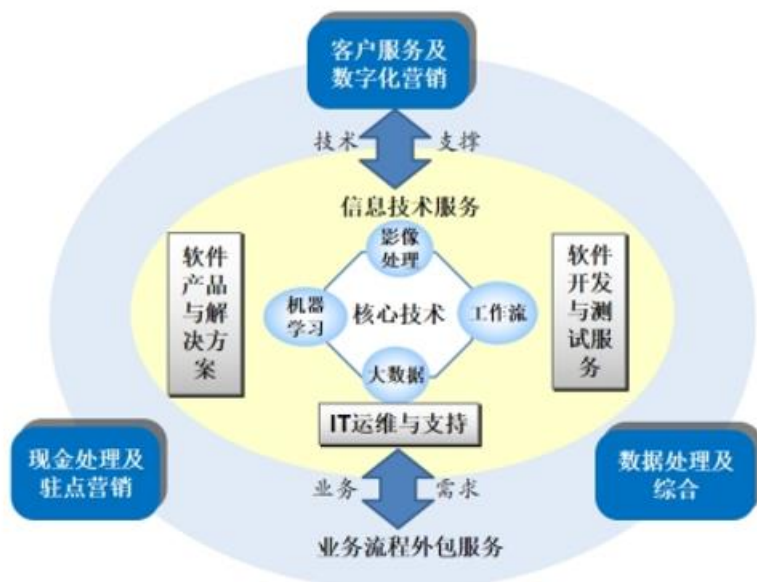 客户服务及
数字化营销
技术 支撑
信息技术服务
影像
处理
软件
产品
与解
决方
案
机器
学习
核心技术
工作流
软件
开发
与测
试服
务
大数据
IT运维与支持
现金处理及
驻点营销
业务 需求
数据处理及
综合
业务流程外包服务